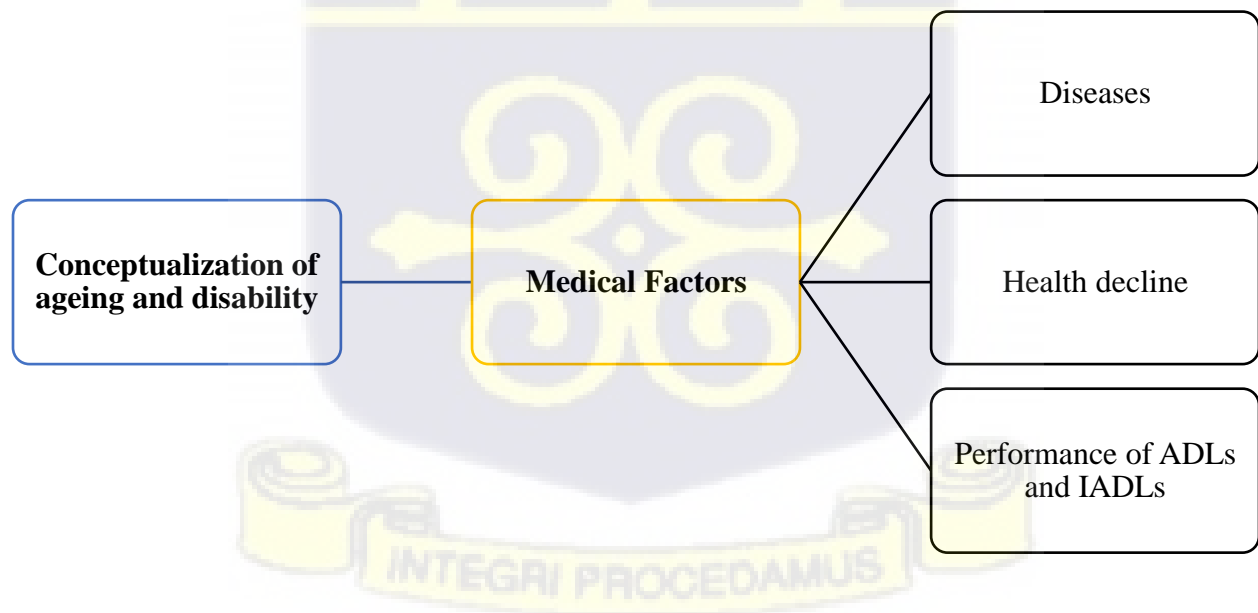 Diseases
Conceptualization of
ageing and disability
Medical Factors
Health decline
Performance of ADLs
and IADLs
INTEGRI PROCEDAMUS